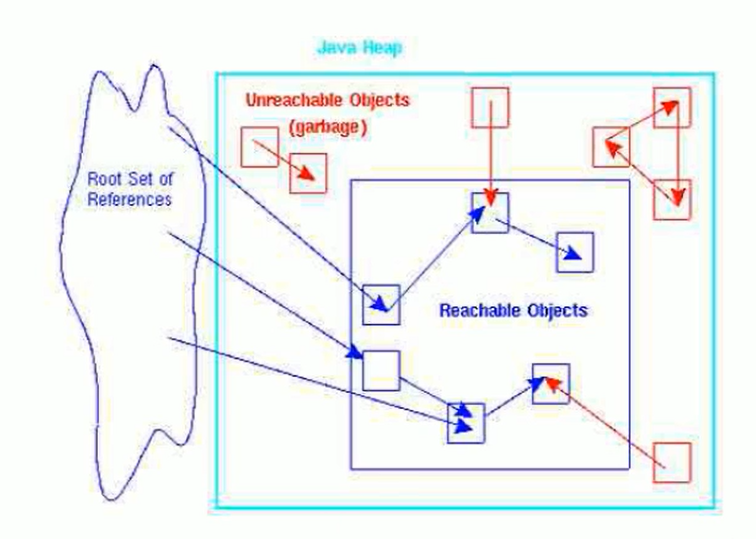 Java Heap
Unreachable Objects
(garbage)
Root Set of
References
Reachable Objects